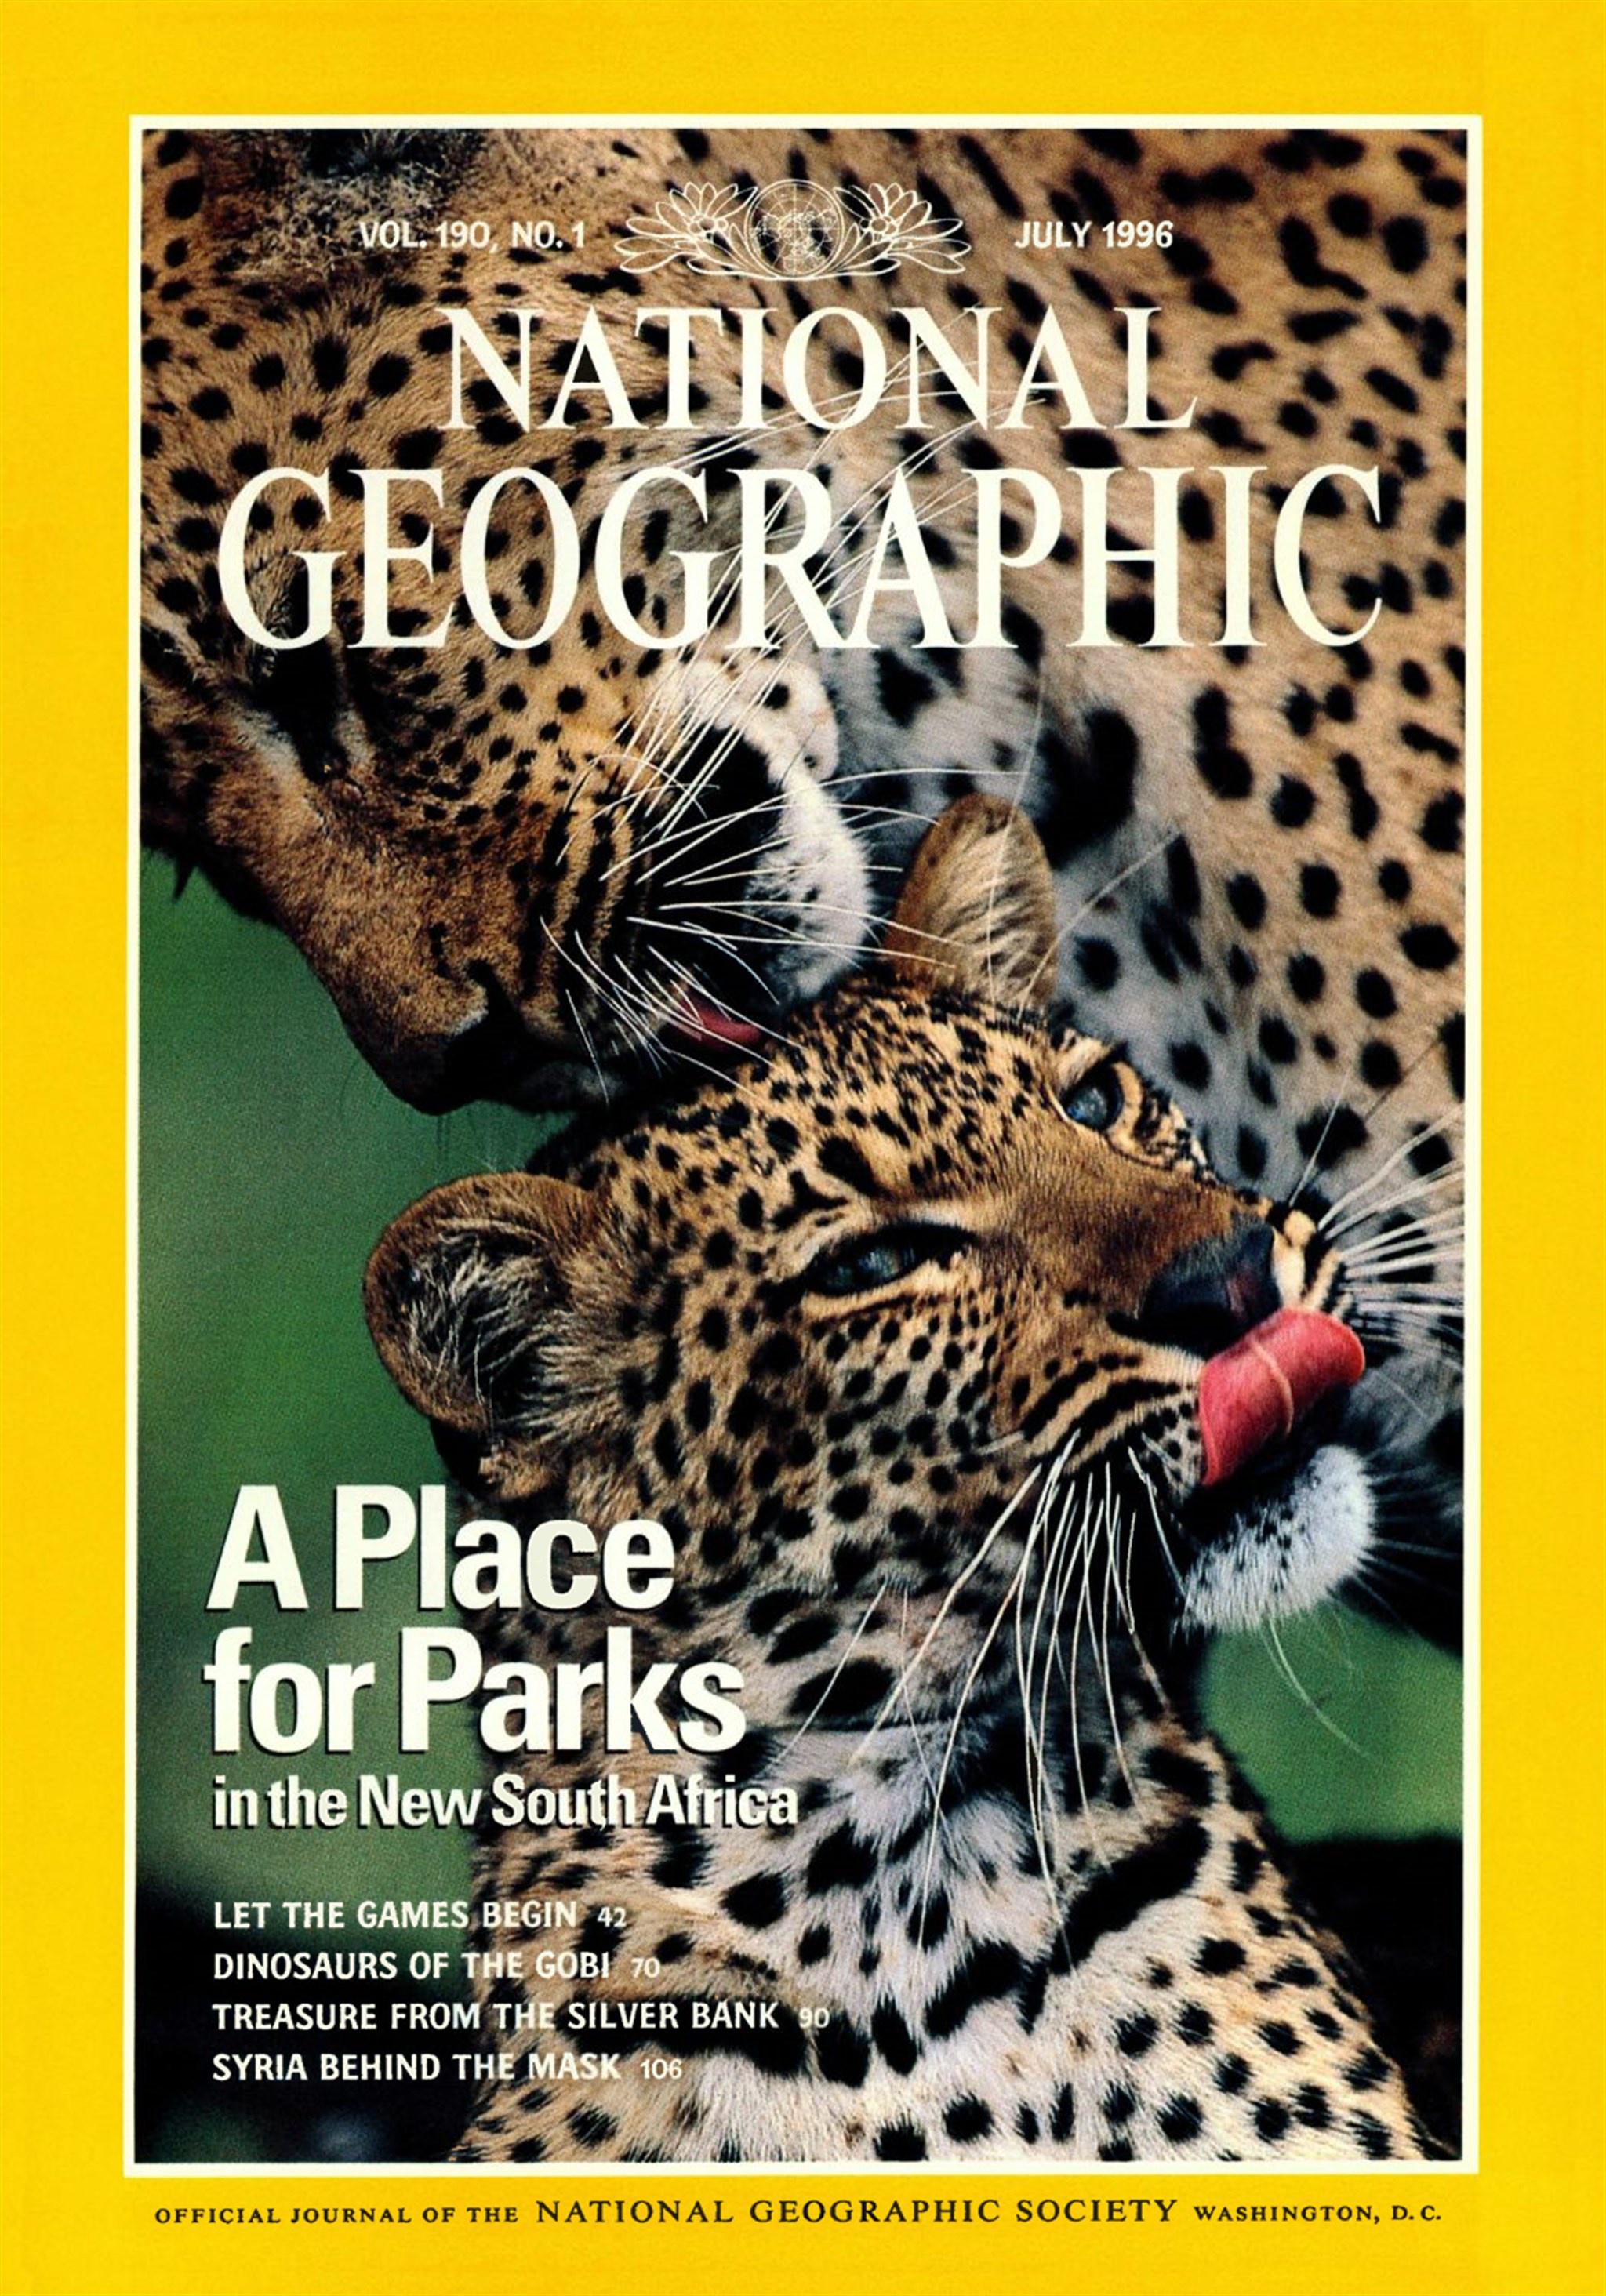 VOL. 190, NO. 1 JULY 1996
NATIONAL
GEOGRAPHIC
A Place
for Parks
in the New South Africa
LET THE GAMES BEGIN 42
DINOSAURS OF THE GOBI 70
TREASURE FROM THE SILVER BANK 90
SYRIA BEHIND THE MASK 106
OFFICIAL JOURNAL OF THE NATIONAL GEOGRAPHIC SOCIETY WASHINGTON, D.C.